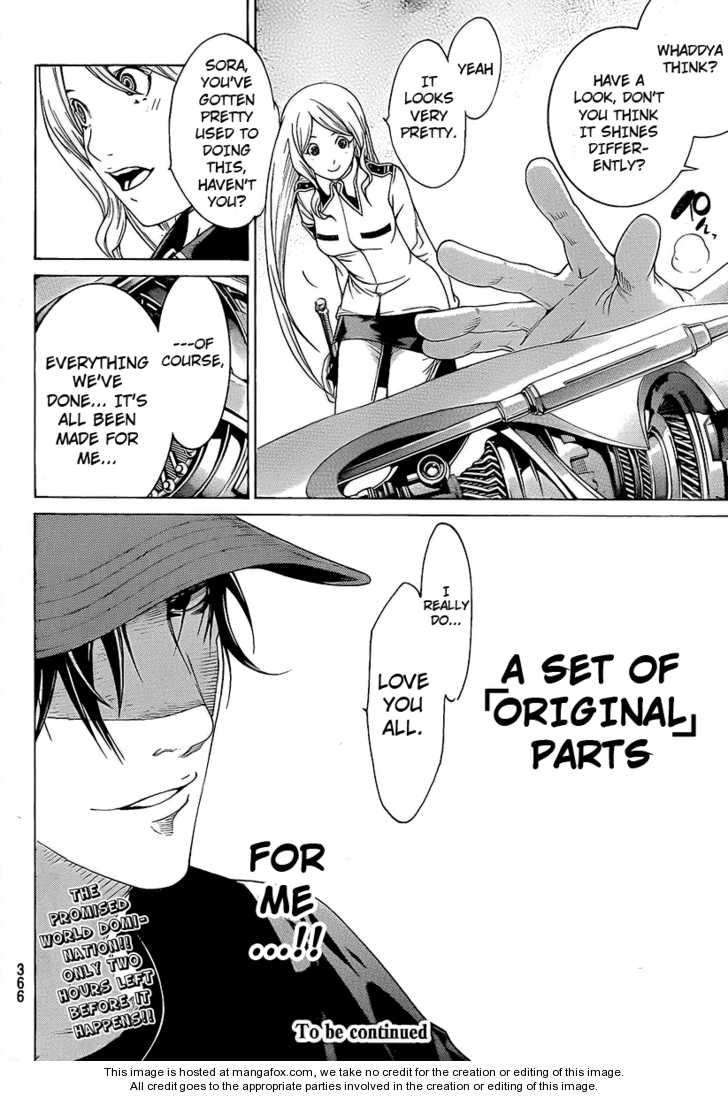 WHADDYA
THINK?
HAVE A
LOOK, DON'T
YOU THINK
IT SHINES
DIFFER-
ENTLY?
YEAH
IT
LOOKS
VERY
PRETTY.
SORA,
YOU'VE
GOTTEN
PRETTY
USED TO
DOING
THIS,
HAVEN'T
YOU?
---OF
COURSE,
EVERYTHING
WE'VE
DONE... IT'S
ALL BEEN
MADE FOR
ME...
A SET OF
「ORIGINAL」
PARTS
I
REALLY
DO...
LOVE
YOU
ALL.
FOR
ME
...!!
THE
PROMISED
WORLD DOMI-
NATION!!
ONLY TWO
HOURS LEFT
BEFORE IT
HAPPENS!!
366
To be continued
This image is hosted at mangafox.com, we take no credit for the creation or editing of this image.
All credit goes to the appropriate parties involved in the creation or editing of this image.